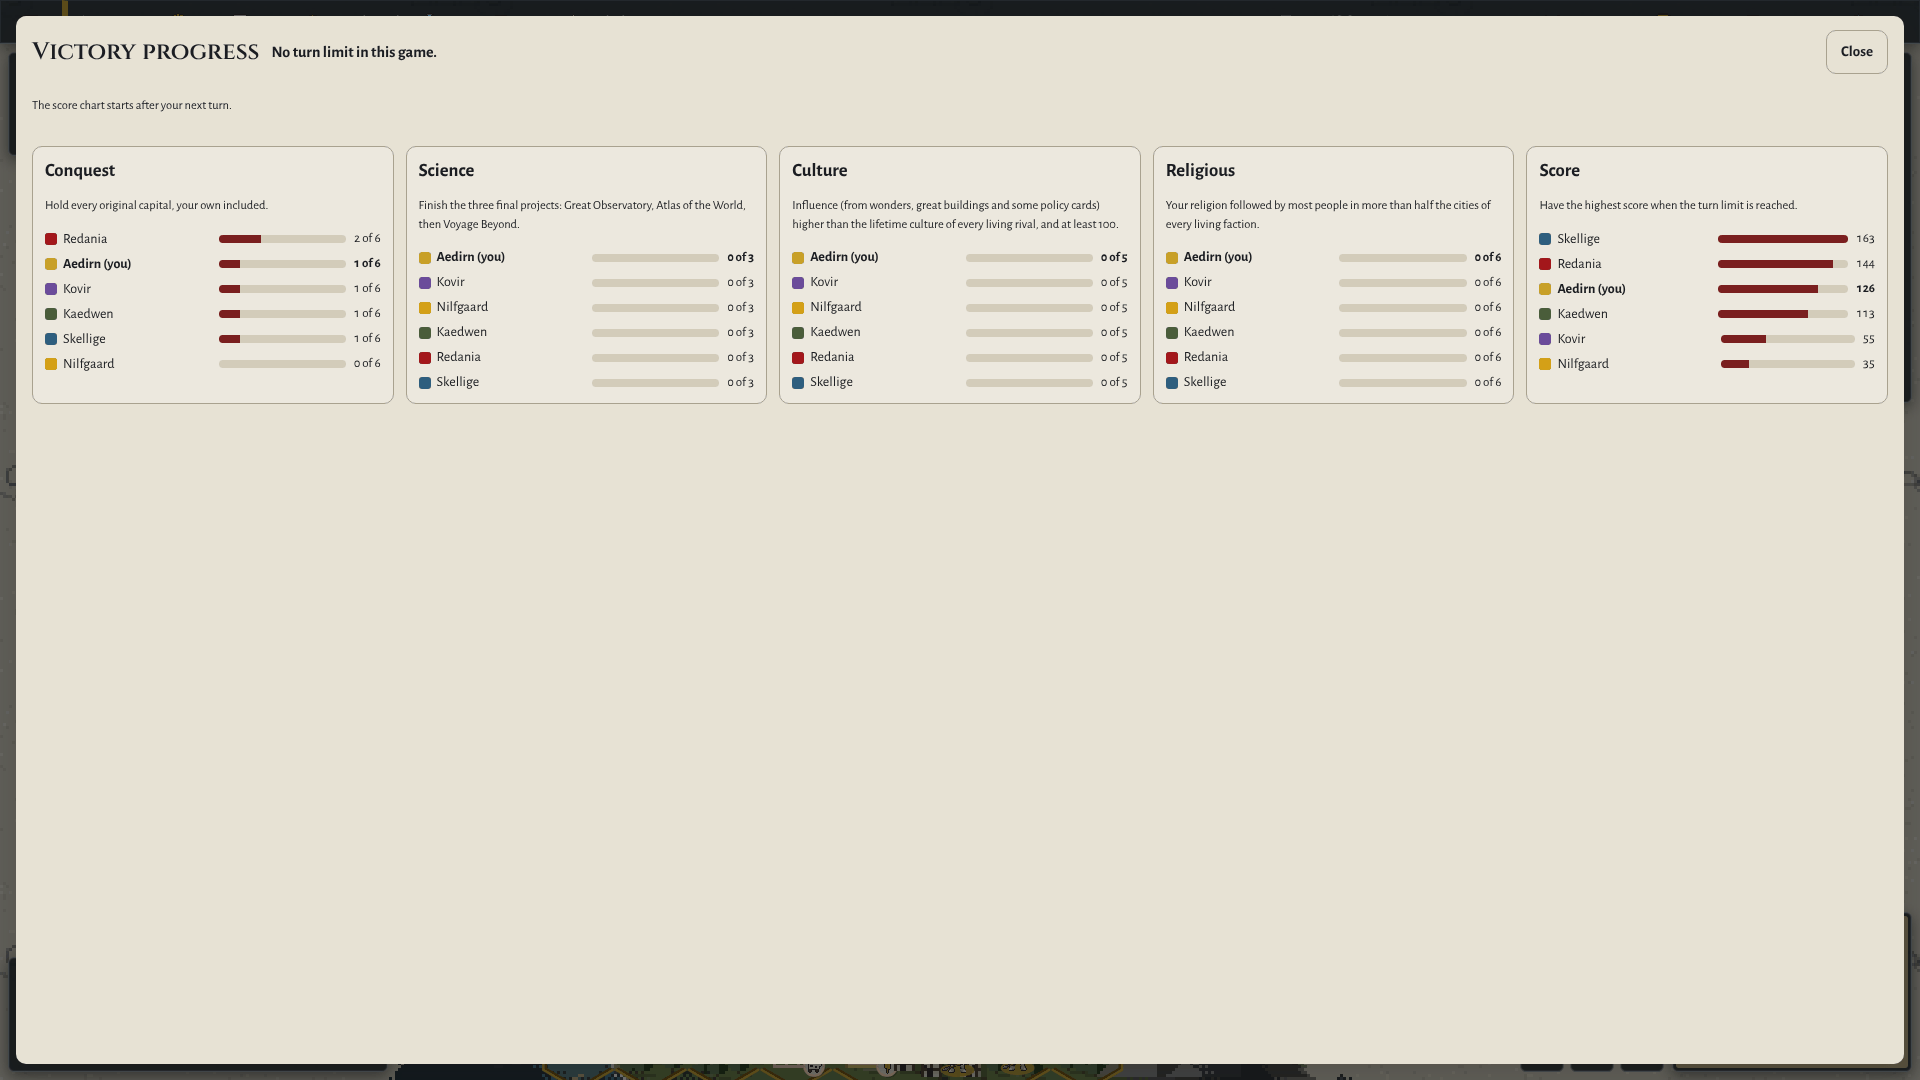 Victory progress No turn limit in this game.
Close
The score chart starts after your next turn.
Conquest
Hold every original capital, your own included.
Redania 2 of 6
Aedirn (you) 1 of 6
Kovir 1 of 6
Kaedwen 1 of 6
Skellige 1 of 6
Nilfgaard 0 of 6
Science
Finish the three final projects: Great Observatory, Atlas of the World,
then Voyage Beyond.
Aedirn (you) 0 of 3
Kovir 0 of 3
Nilfgaard 0 of 3
Kaedwen 0 of 3
Redania 0 of 3
Skellige 0 of 3
Culture
Influence (from wonders, great buildings and some policy cards)
higher than the lifetime culture of every living rival, and at least 100.
Aedirn (you) 0 of 5
Kovir 0 of 5
Nilfgaard 0 of 5
Kaedwen 0 of 5
Redania 0 of 5
Skellige 0 of 5
Religious
Your religion followed by most people in more than half the cities of
every living faction.
Aedirn (you) 0 of 6
Kovir 0 of 6
Nilfgaard 0 of 6
Kaedwen 0 of 6
Redania 0 of 6
Skellige 0 of 6
Score
Have the highest score when the turn limit is reached.
Skellige 163
Redania 144
Aedirn (you) 126
Kaedwen 113
Kovir 55
Nilfgaard 35